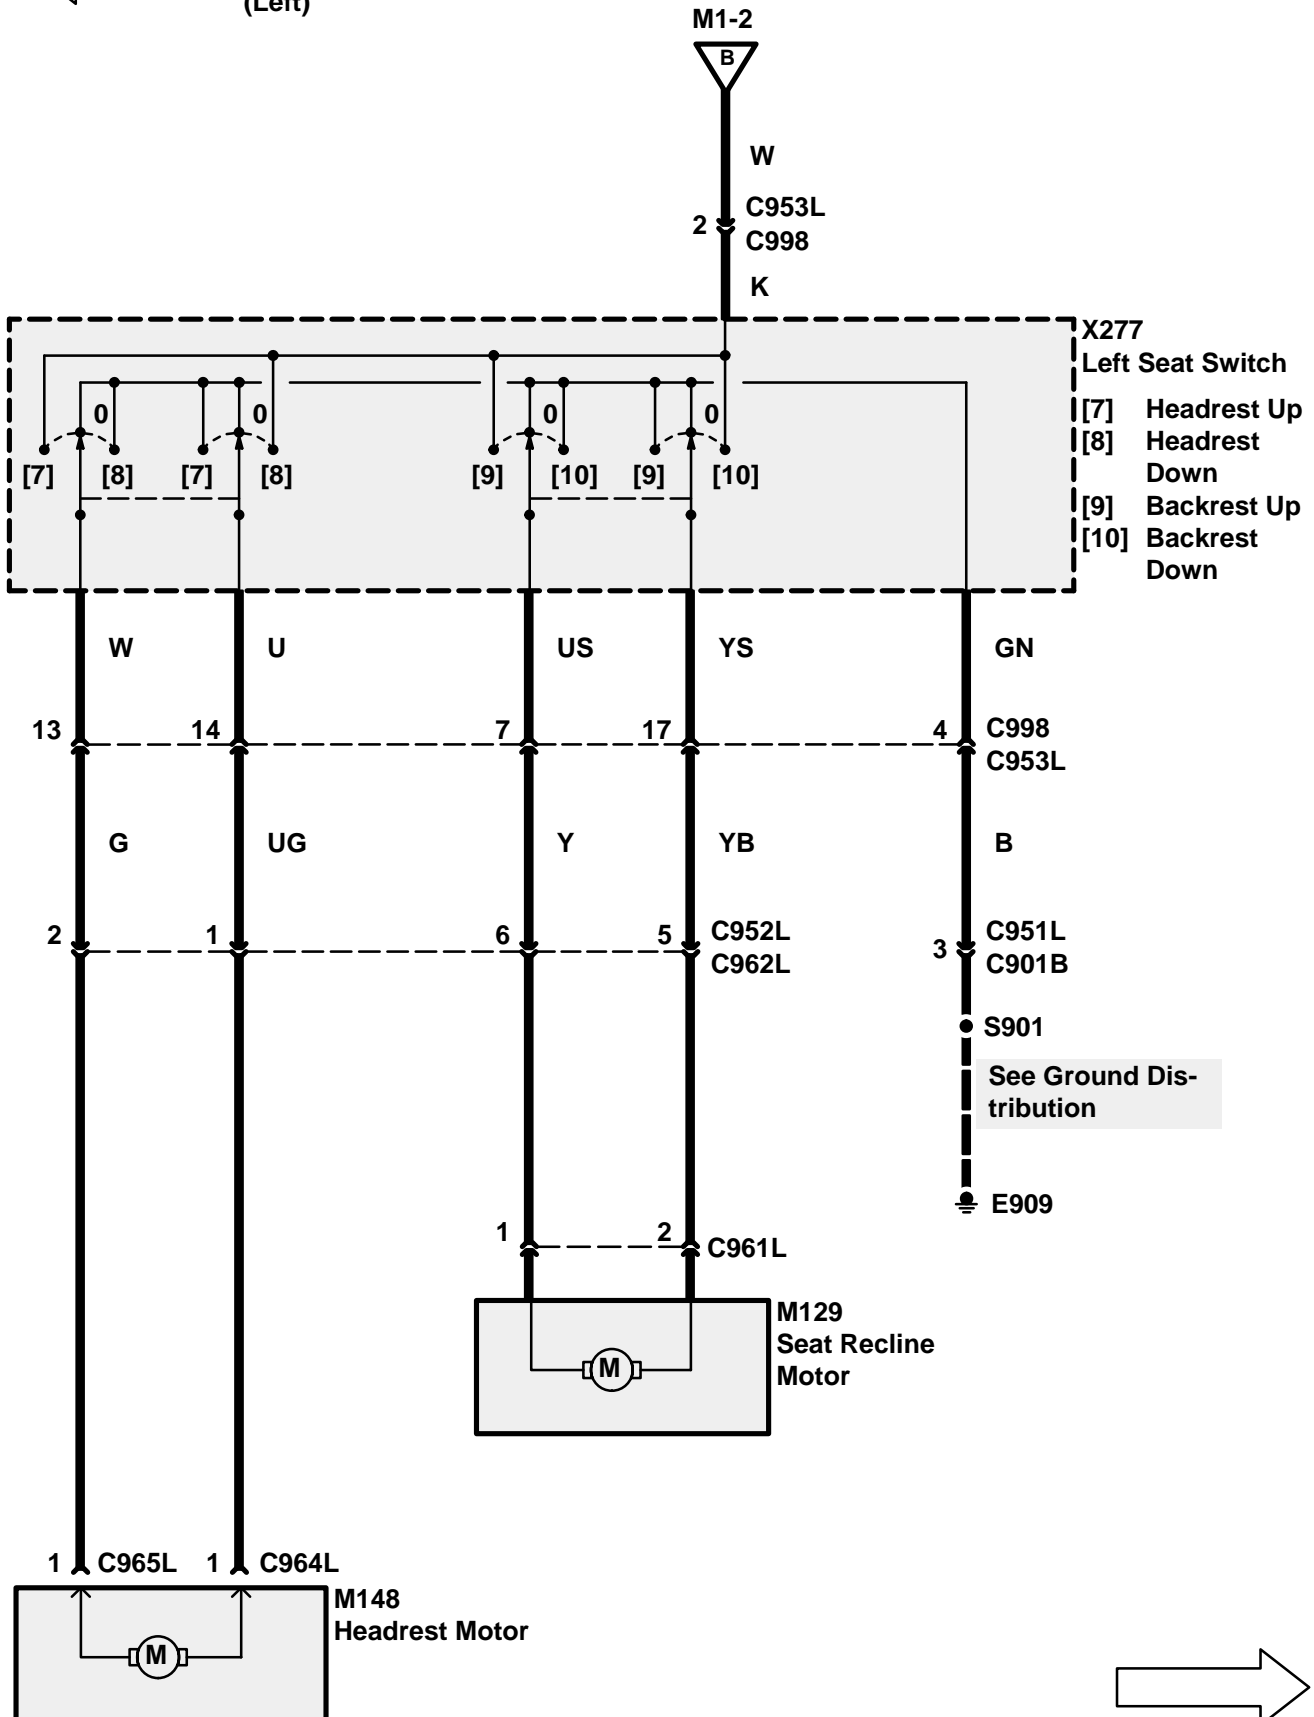 (Left)
M1-2
B
W
2 C953L
C998
K
X277
Left Seat Switch
0 0 0 0
[7] [8] [7] [8] [9] [10] [9] [10]
[7] Headrest Up
[8] Headrest
Down
[9] Backrest Up
[10] Backrest
Down
W U US YS GN
13 14 7 17 4 C998
C953L
G UG Y YB B
2 1 6 5 C952L
C962L
3 C951L
C901B
S901
See Ground Dis-
tribution
E909
1 2 C961L
M129
Seat Recline
Motor
M
1 C965L 1 C964L
M148
Headrest Motor
M